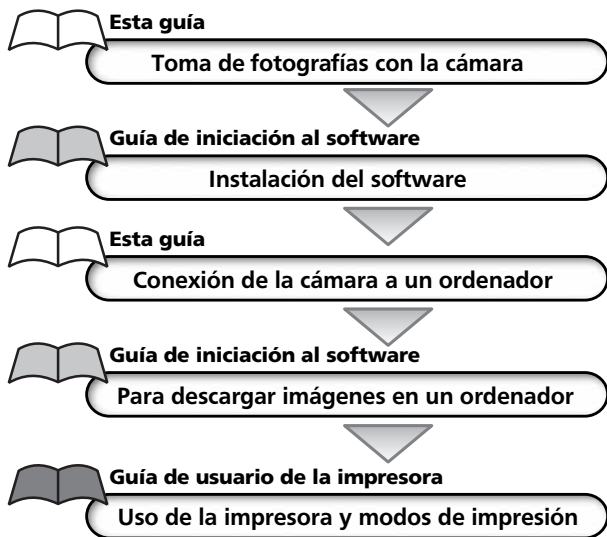 Esta guía
Toma de fotografías con la cámara
Guía de iniciación al software
Instalación del software
Esta guía
Conexión de la cámara a un ordenador
Guía de iniciación al software
Para descargar imágenes en un ordenador
Guía de usuario de la impresora
Uso de la impresora y modos de impresión